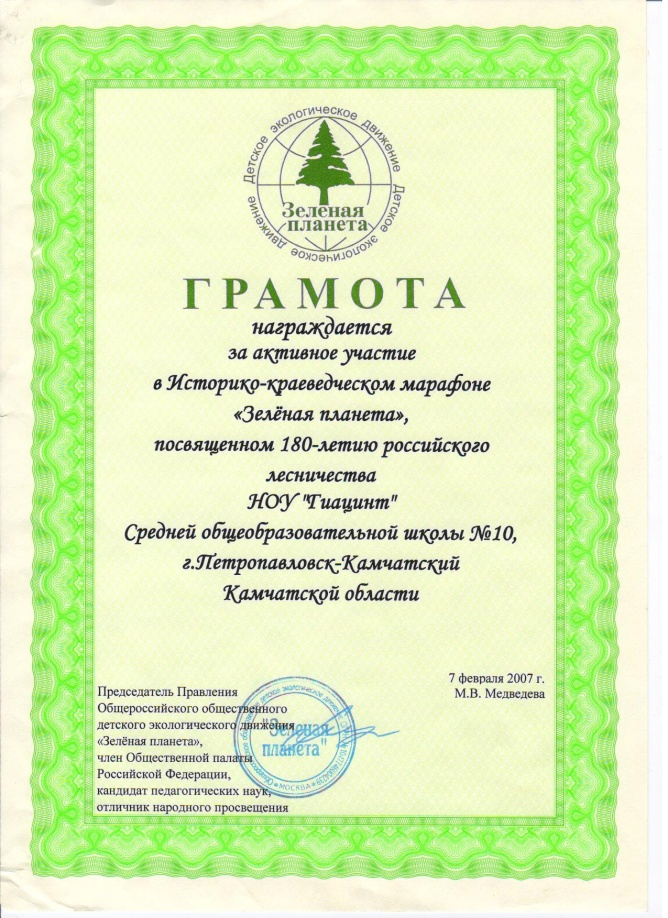 Детское экологическое движение
Детское экологическое движение
Зелёная
планета
ГРАМОТА
награждается
за активное участие
в Историко-краеведческом марафоне
«Зелёная планета»,
посвященном 180-летию российского
лесничества
НОУ "Гиацинт"
Средней общеобразовательной школы №10,
г.Петропавловск-Камчатский
Камчатской области
7 февраля 2007 г.
М.В. Медведева
Председатель Правления
Общероссийского общественного
детского экологического движения
«Зелёная планета»,
член Общественной палаты
Российской Федерации,
кандидат педагогических наук,
отличник народного просвещения
"Зеленая
планета"
МОСКВА